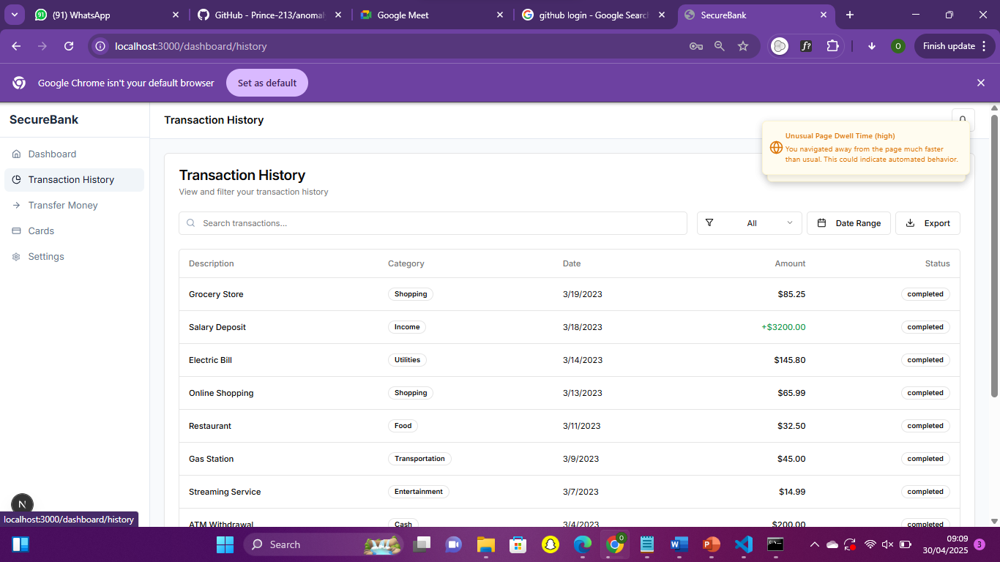 (91) WhatsApp
GitHub - Prince-213/anomal
Google Meet
github login - Google Search
SecureBank
localhost:3000/dashboard/history
f?
O
Finish update
Google Chrome isn't your default browser
Set as default
SecureBank
Transaction History
Unusual Page Dwell Time (high)
You navigated away from the page much faster
than usual. This could indicate automated behavior.
Dashboard
Transaction History
Transfer Money
Cards
Settings
Transaction History
View and filter your transaction history
Search transactions...
All
Date Range
Export
Description Category Date Amount Status
Grocery Store Shopping 3/19/2023 $85.25 completed
Salary Deposit Income 3/18/2023 +$3200.00 completed
Electric Bill Utilities 3/14/2023 $145.80 completed
Online Shopping Shopping 3/13/2023 $65.99 completed
Restaurant Food 3/11/2023 $32.50 completed
Gas Station Transportation 3/9/2023 $45.00 completed
Streaming Service Entertainment 3/7/2023 $14.99 completed
ATM Withdrawal Cash 3/4/2023 $200.00 completed
N
localhost:3000/dashboard/history
Search
09:09
30/04/2025
3